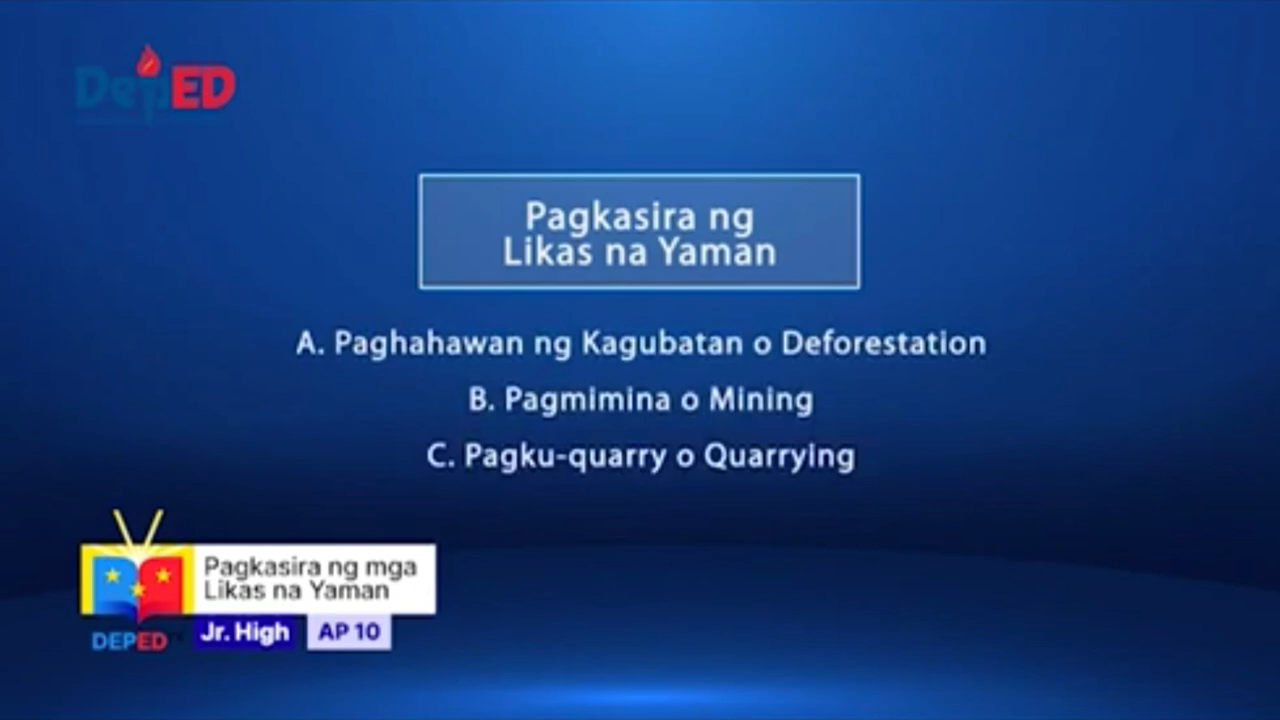 DepED
Pagkasira ng
Likas na Yaman
A. Paghahawan ng Kagubatan o Deforestation
B. Pagmimina o Mining
C. Pagku-quarry o Quarrying
Pagkasira ng mga
Likas na Yaman
DEPED
Jr. High AP 10